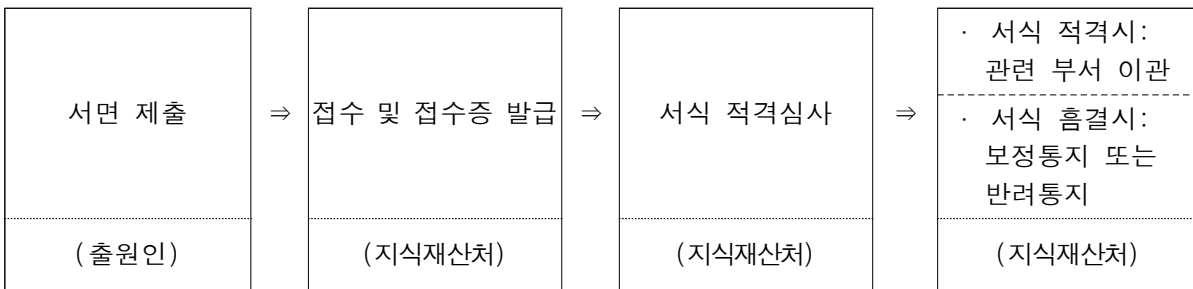 서면 제출
(출원인)
⇒
접수 및 접수증 발급
(지식재산처)
⇒
서식 적격심사
(지식재산처)
⇒
· 서식 적격시:
관련 부서 이관
· 서식 흠결시:
보정통지 또는
반려통지
(지식재산처)